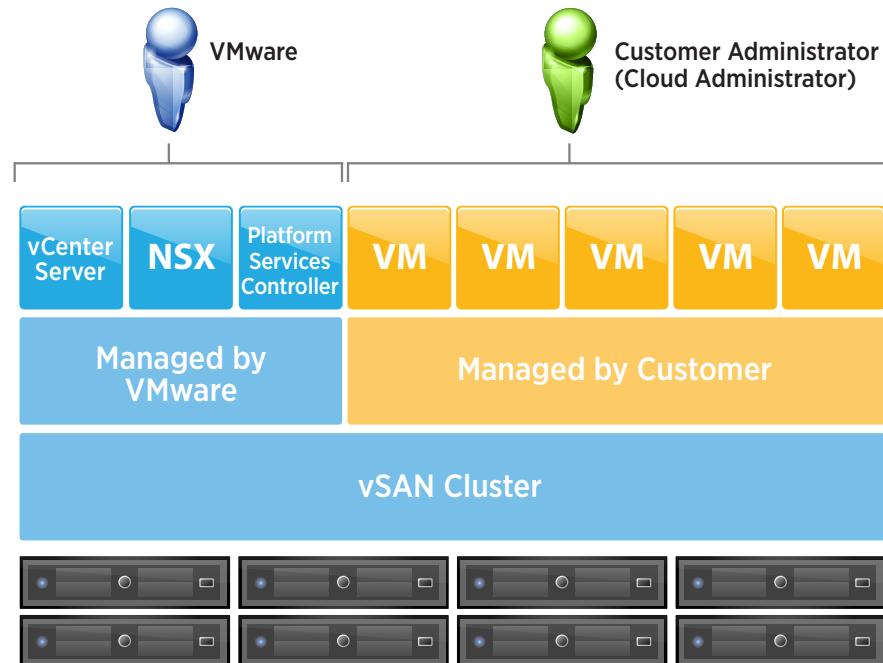 VMware
Customer Administrator
(Cloud Administrator)
vCenter
Server
NSX
Platform
Services
Controller
VM
VM
VM
VM
VM
Managed by
VMware
Managed by Customer
vSAN Cluster